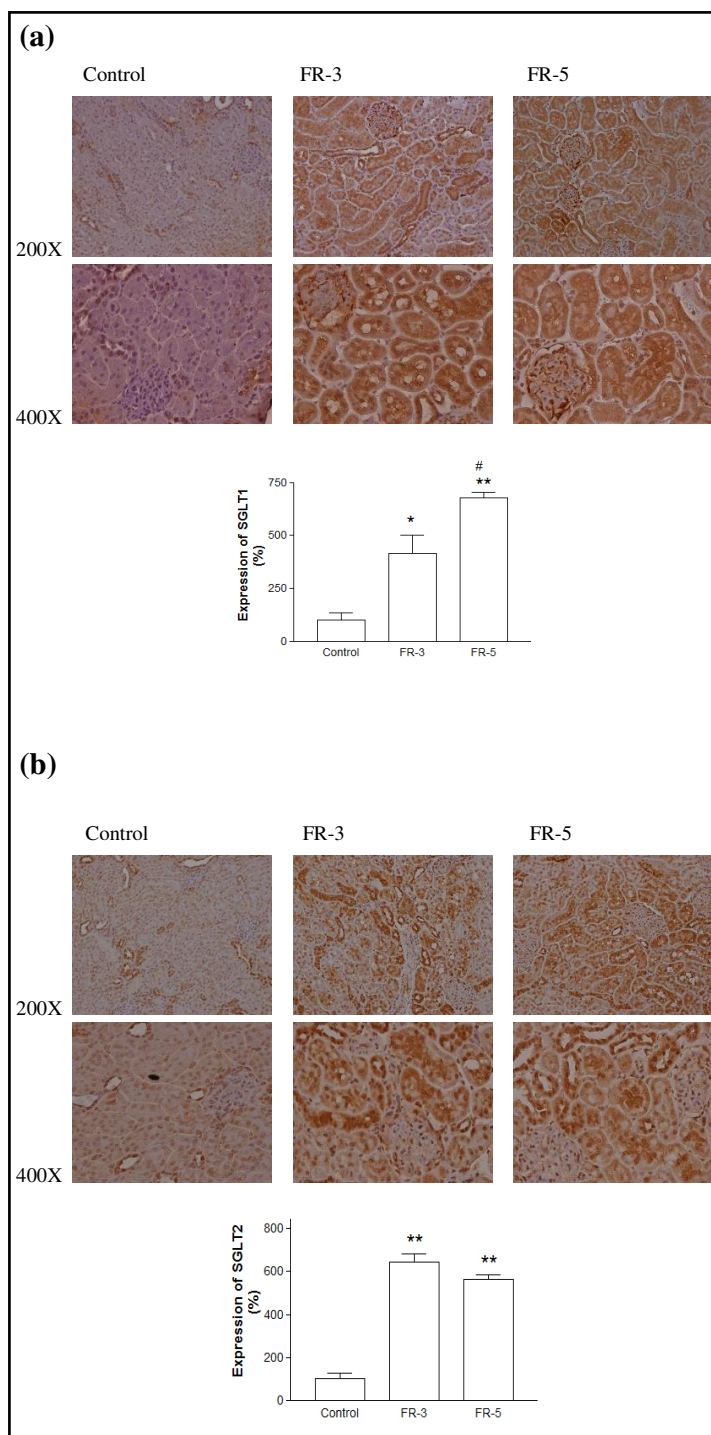 (a)
Control FR-3 FR-5
200X
400X
#
**
*
Expression of SGLT1
(%)
750
500
250
0
Control FR-3 FR-5
(b)
Control FR-3 FR-5
200X
400X
** **
Expression of SGLT2
(%)
800
600
400
200
0
Control FR-3 FR-5